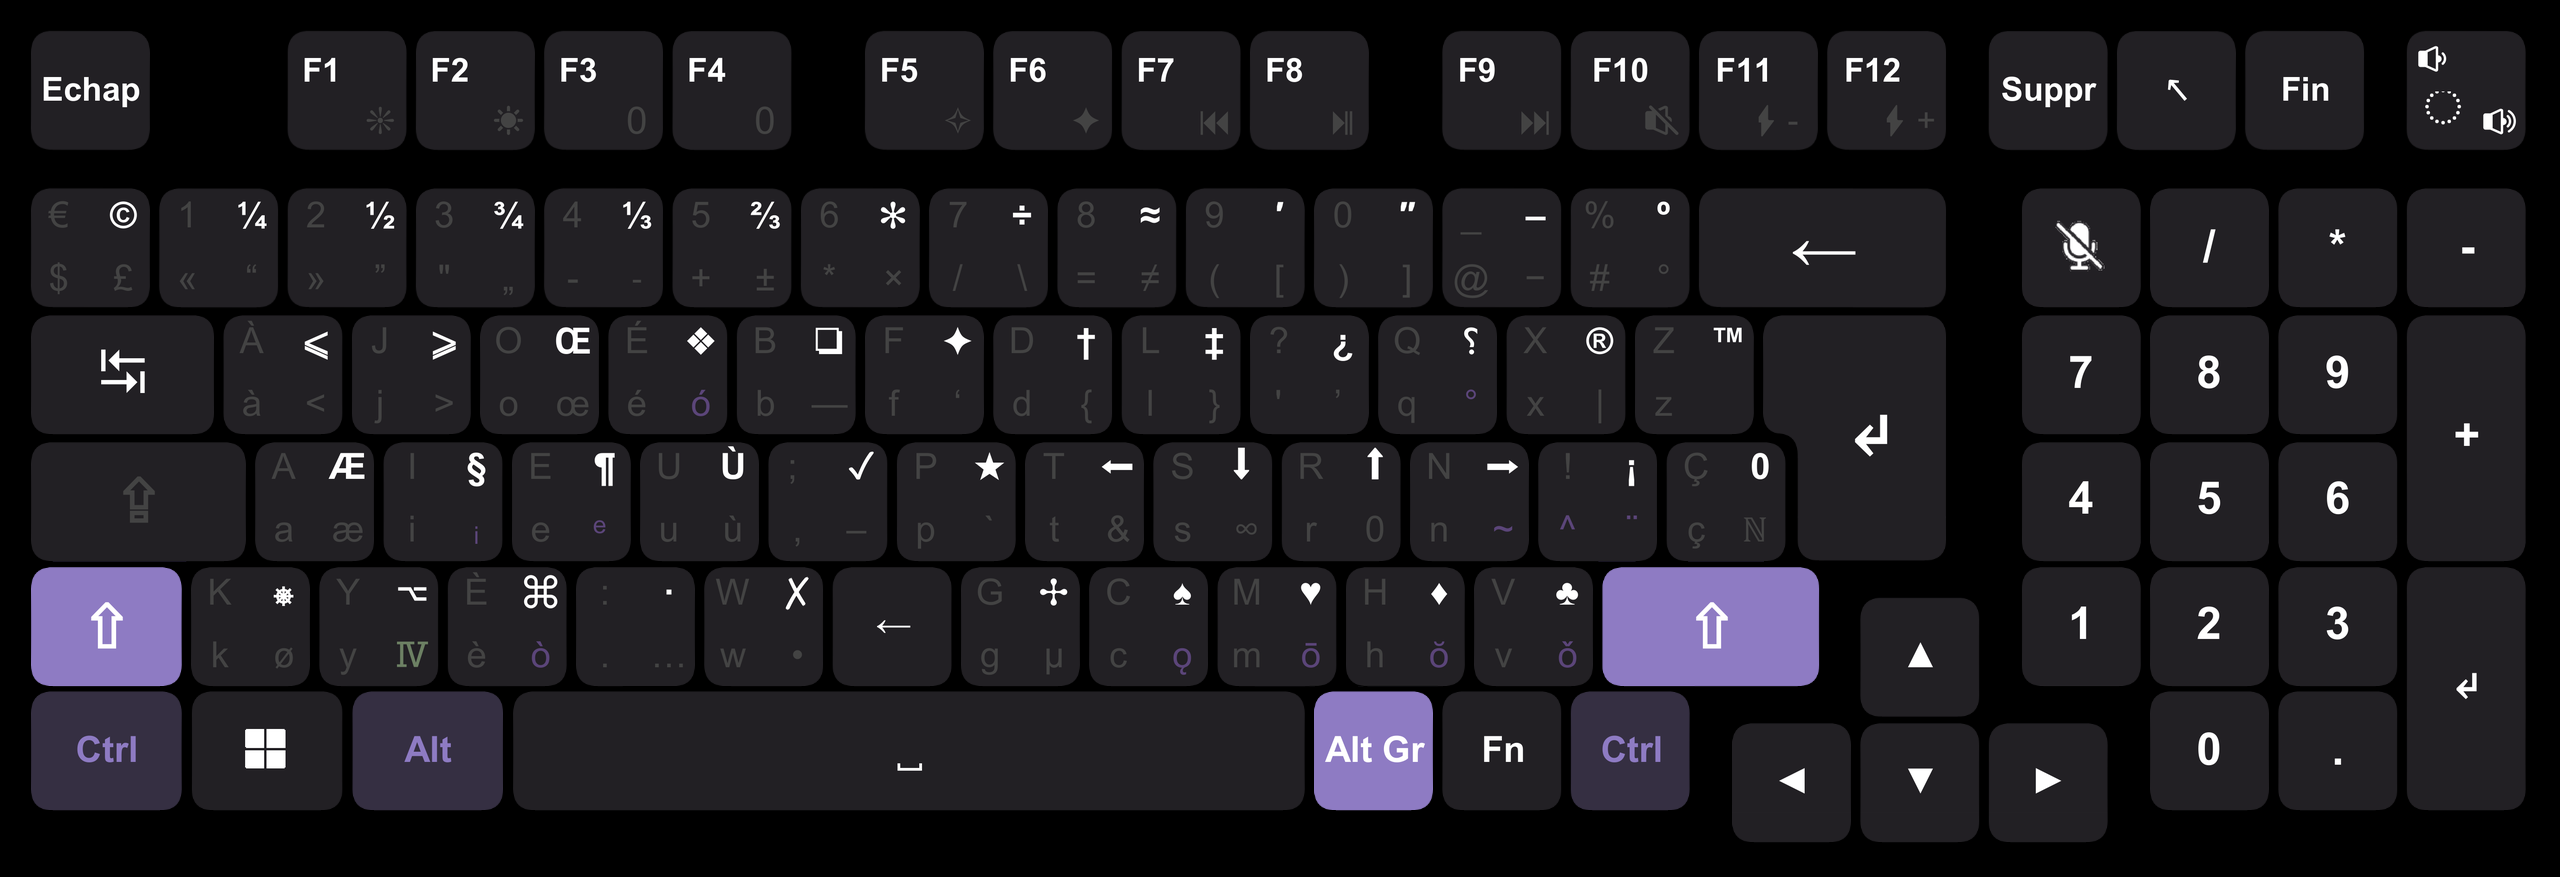 Echap F1 F2 F3 0 F4 0 F5 F6 F7 F8 F9 F10 F11 - F12 + Suppr ↖ Fin
€ © 1 ¼ 2 ½ 3 ¾ 4 ⅓ 5 ⅔ 6 ✻ 7 ÷ 8 ≈ 9 ′ 0 ″ _ – % º ← / * -
$ £ « “ » ” " „ - - + ± * × / \ = ≠ ( [ ) ] @ − # °
À ⩽ J ⩾ O Œ É ❖ B ❏ F ✦ D † L ‡ ? ¿ Q ⸮ X ® Z ™ 7 8 9 +
à < j > o œ é ó b — f ‘ d { l } ' ’ q ° x | z ↲
A Æ I § E ¶ U Ù ; ✓ P ★ T ← S ↓ R ↑ N → ! ¡ Ç 0 4 5 6
a æ i i e e u ù , – p ` t & s ∞ r 0 n ~ ^ ¨ ç ℕ
⇧ K ⎈ Y ⌥ È ⌘ : · W ✗ ← G ✢ C ♠ M ♥ H ♦ V ♣ ⇧ ▲ 1 2 3 ↲
k ø y Ⅳ è ò . … w • g µ c ǫ m ō h ŏ v ǒ
Ctrl Alt ⎵ Alt Gr Fn Ctrl ◀ ▼ ▶ 0 .